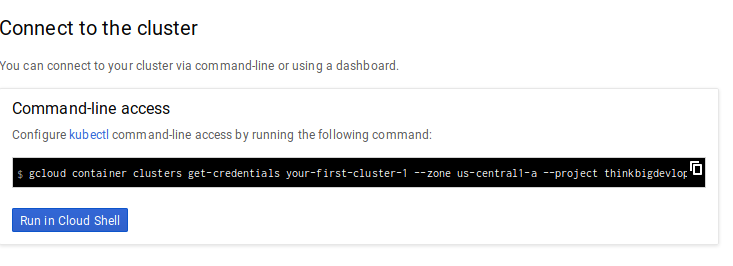 Connect to the cluster
You can connect to your cluster via command-line or using a dashboard.
Command-line access
Configure kubectl command-line access by running the following command:
$ gcloud container clusters get-credentials your-first-cluster-1 --zone us-central1-a --project thinkbigdevlop
Run in Cloud Shell